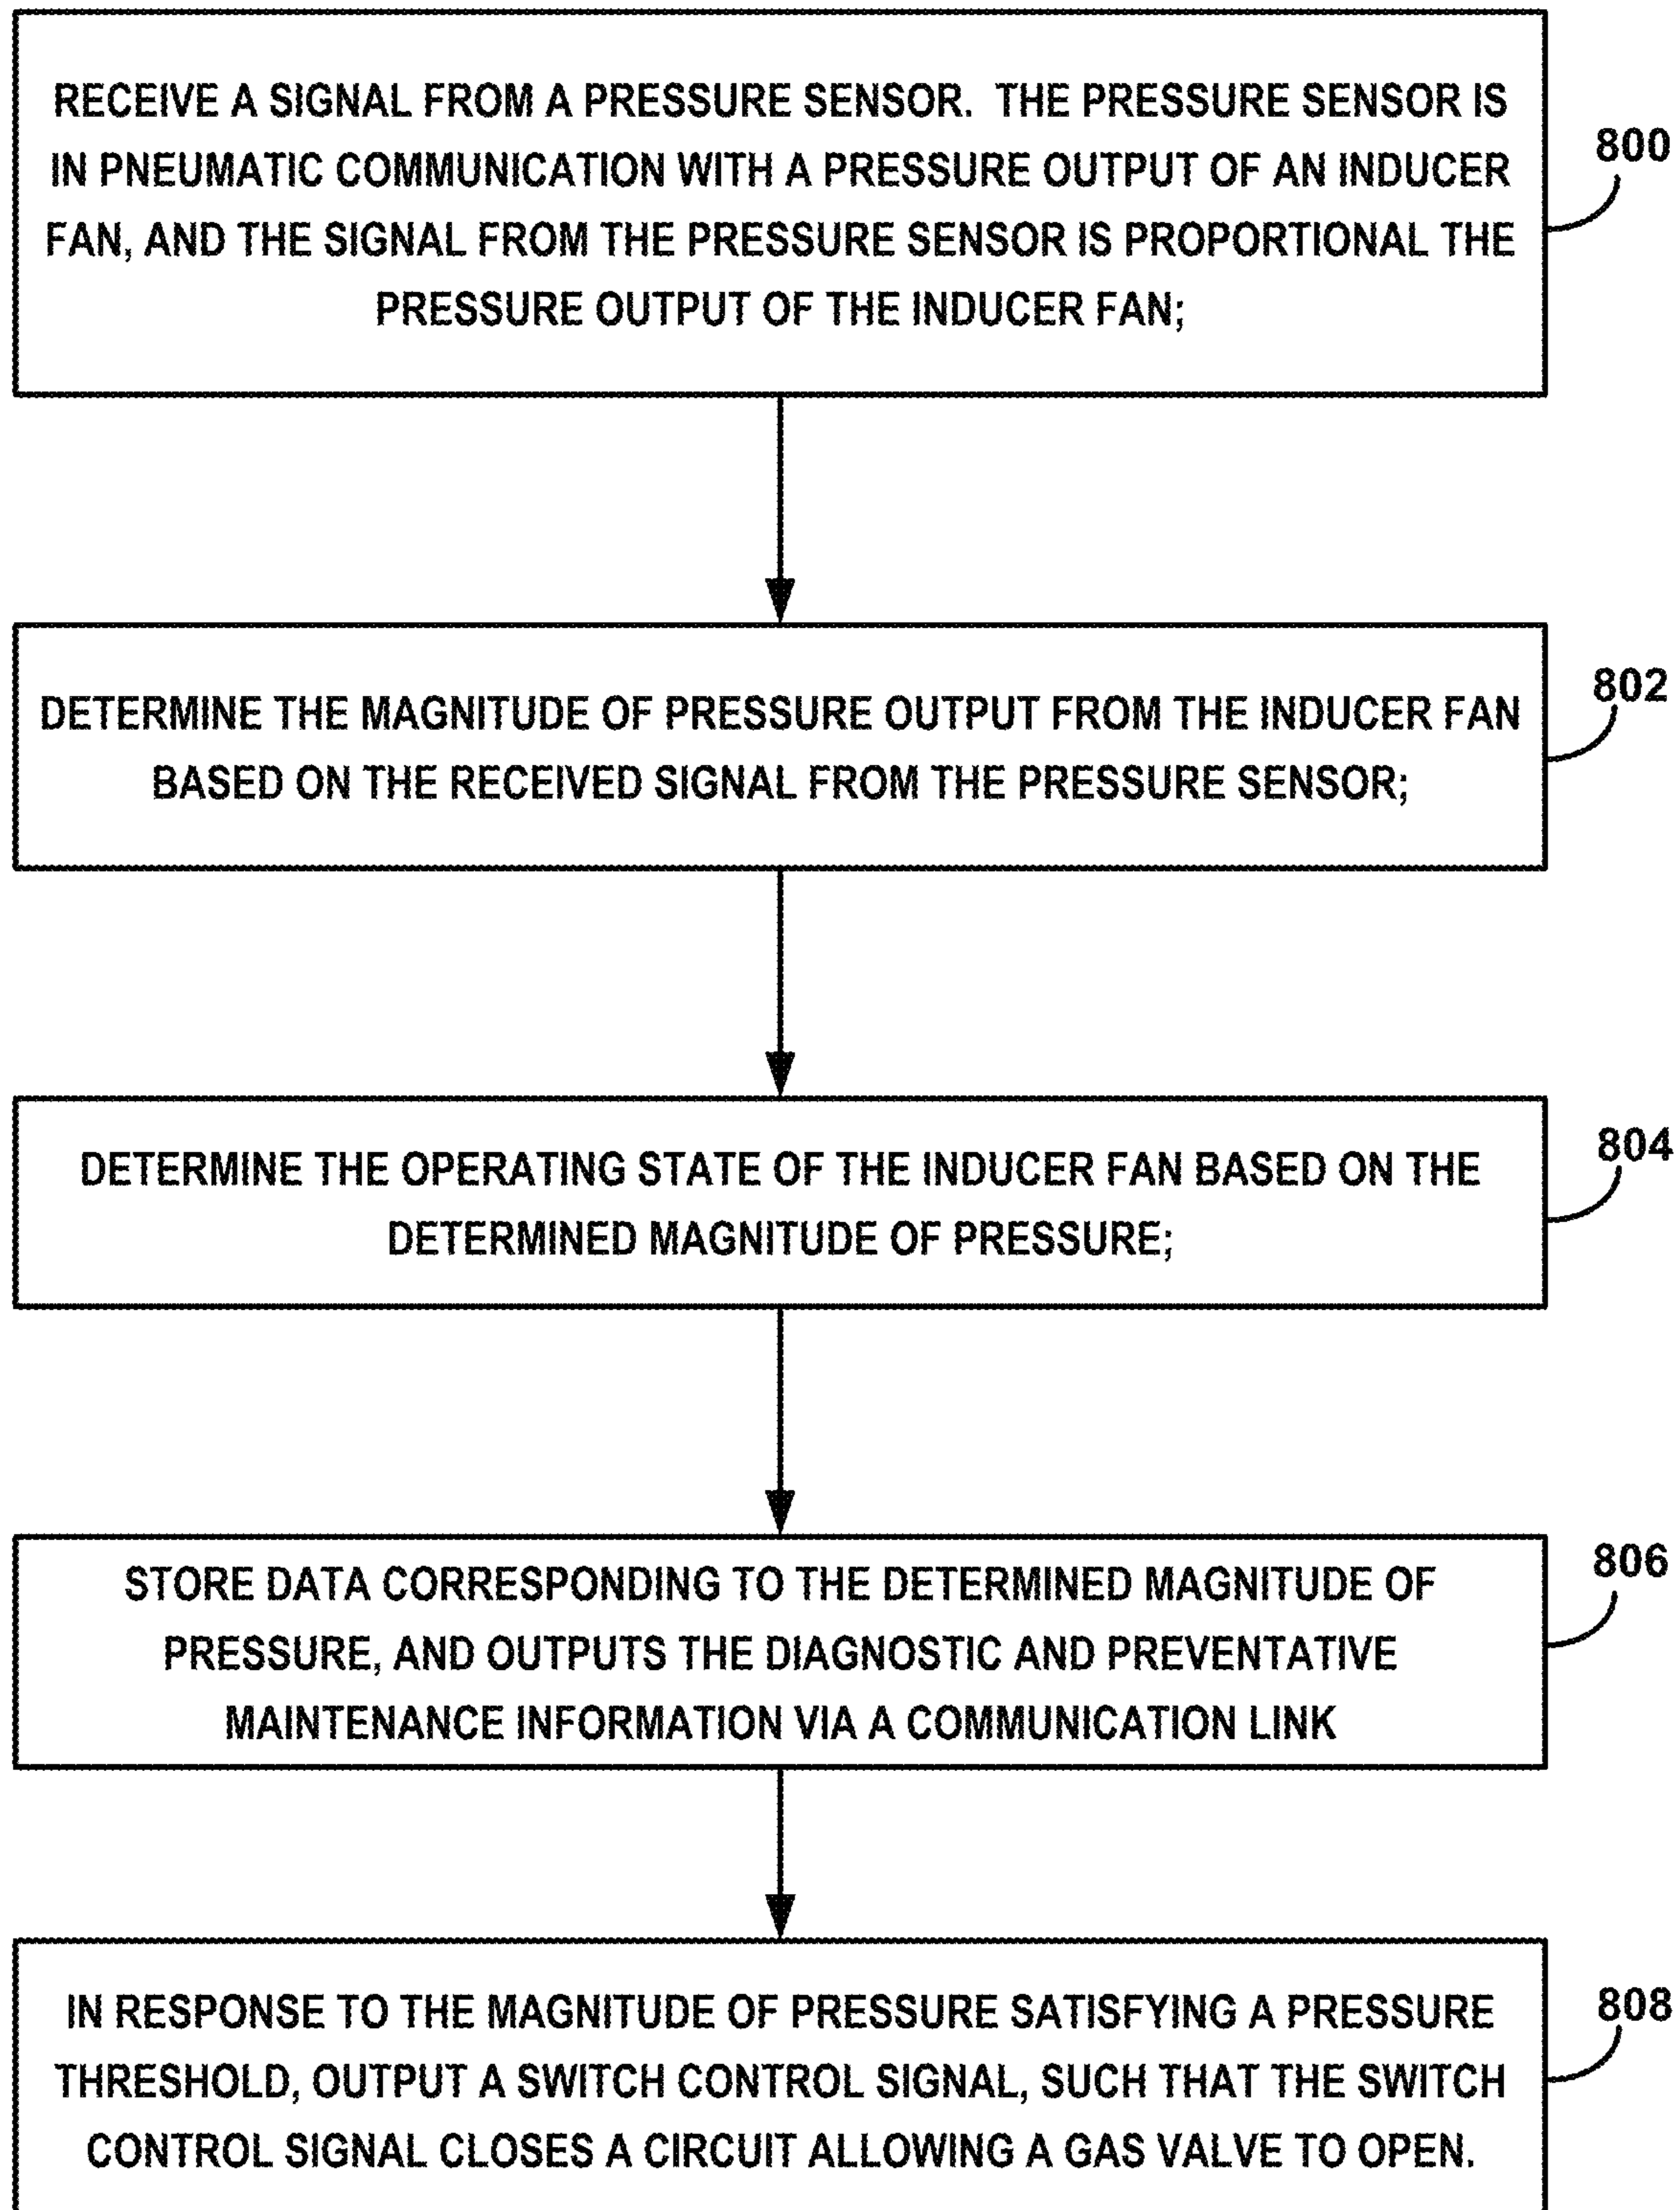 RECEIVE A SIGNAL FROM A PRESSURE SENSOR. THE PRESSURE SENSOR IS
IN PNEUMATIC COMMUNICATION WITH A PRESSURE OUTPUT OF AN INDUCER
FAN, AND THE SIGNAL FROM THE PRESSURE SENSOR IS PROPORTIONAL THE
PRESSURE OUTPUT OF THE INDUCER FAN;
800
DETERMINE THE MAGNITUDE OF PRESSURE OUTPUT FROM THE INDUCER FAN
BASED ON THE RECEIVED SIGNAL FROM THE PRESSURE SENSOR;
802
DETERMINE THE OPERATING STATE OF THE INDUCER FAN BASED ON THE
DETERMINED MAGNITUDE OF PRESSURE;
804
STORE DATA CORRESPONDING TO THE DETERMINED MAGNITUDE OF
PRESSURE, AND OUTPUTS THE DIAGNOSTIC AND PREVENTATIVE
MAINTENANCE INFORMATION VIA A COMMUNICATION LINK
806
IN RESPONSE TO THE MAGNITUDE OF PRESSURE SATISFYING A PRESSURE
THRESHOLD, OUTPUT A SWITCH CONTROL SIGNAL, SUCH THAT THE SWITCH
CONTROL SIGNAL CLOSES A CIRCUIT ALLOWING A GAS VALVE TO OPEN.
808